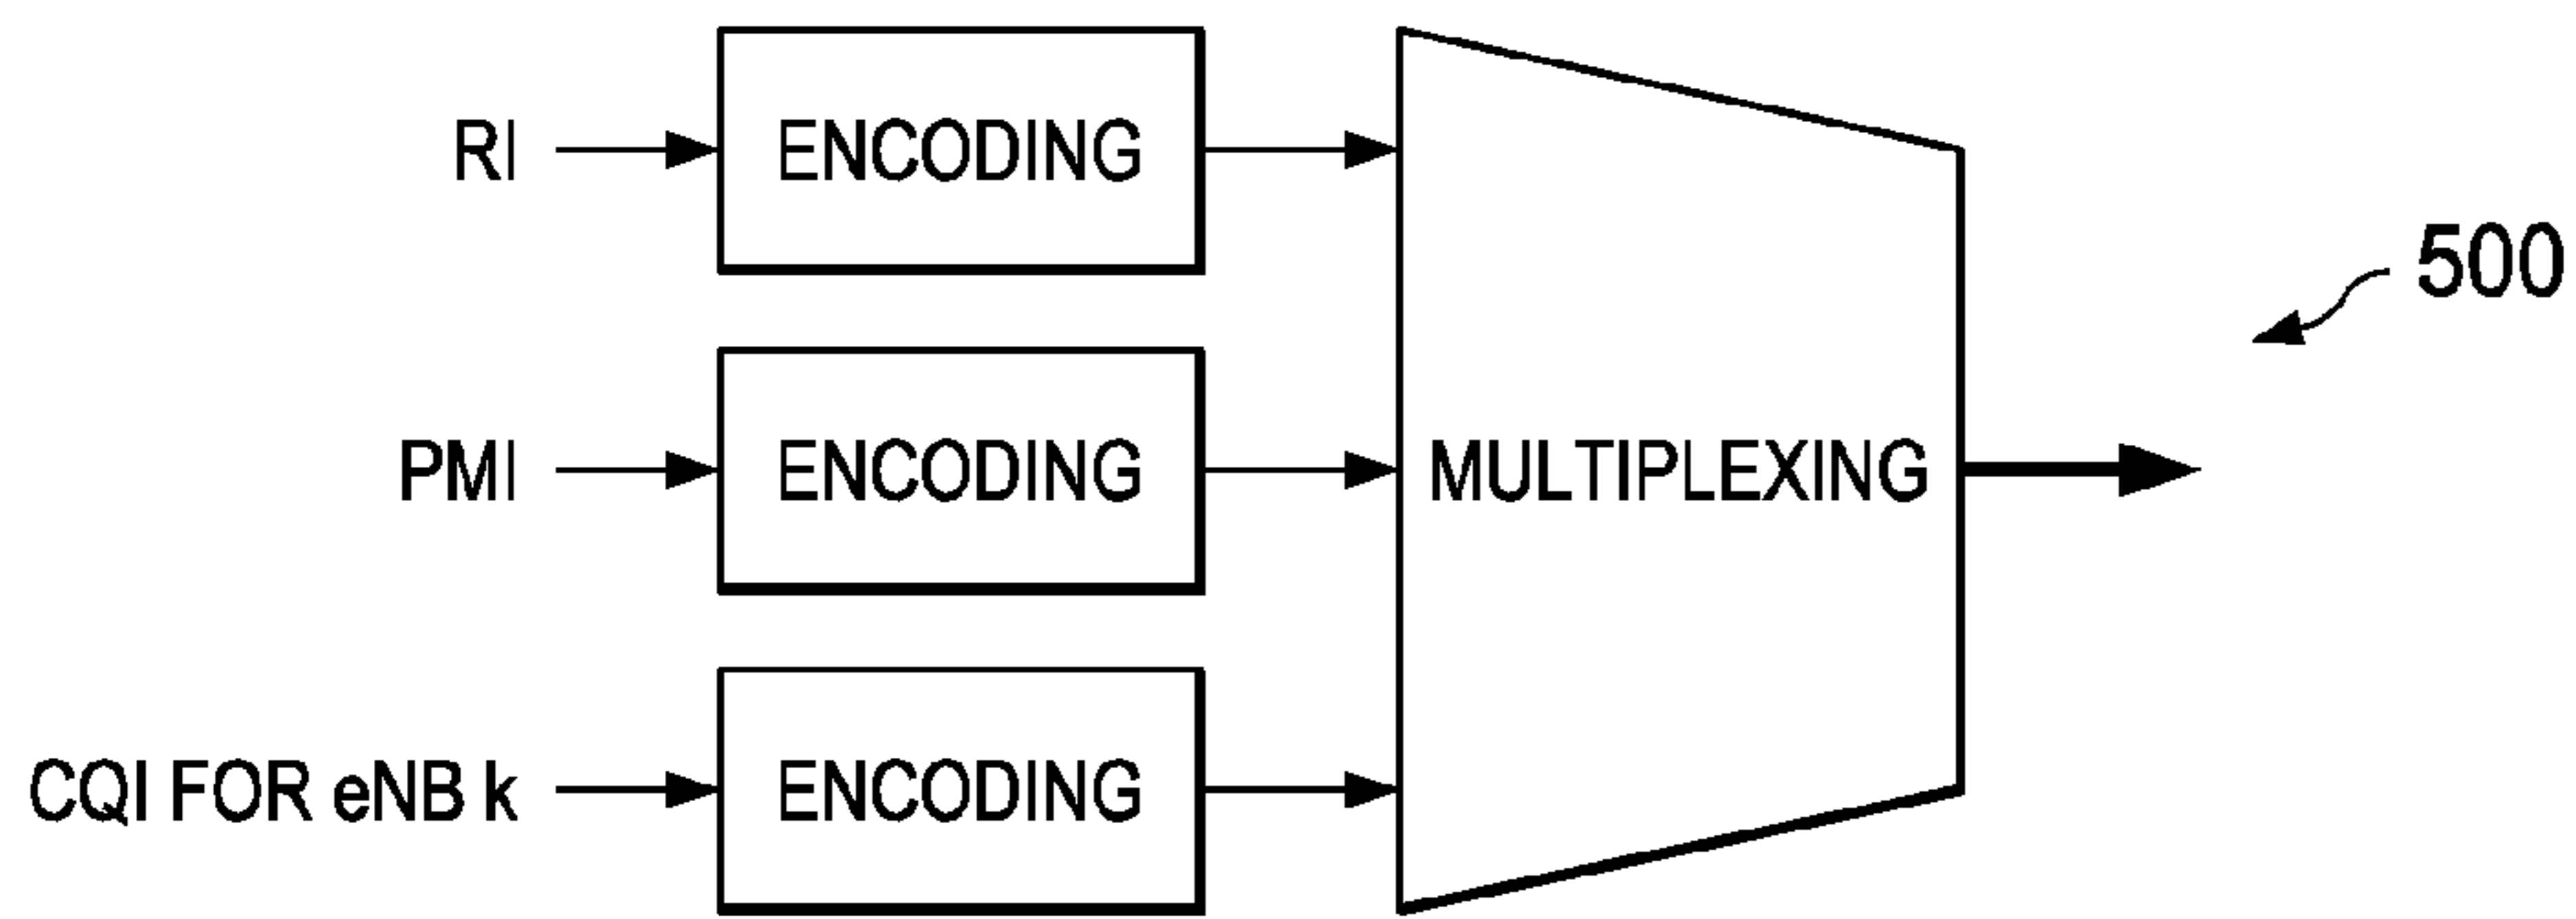 RI
ENCODING
500
PMI
ENCODING
MULTIPLEXING
CQI FOR eNB k
ENCODING